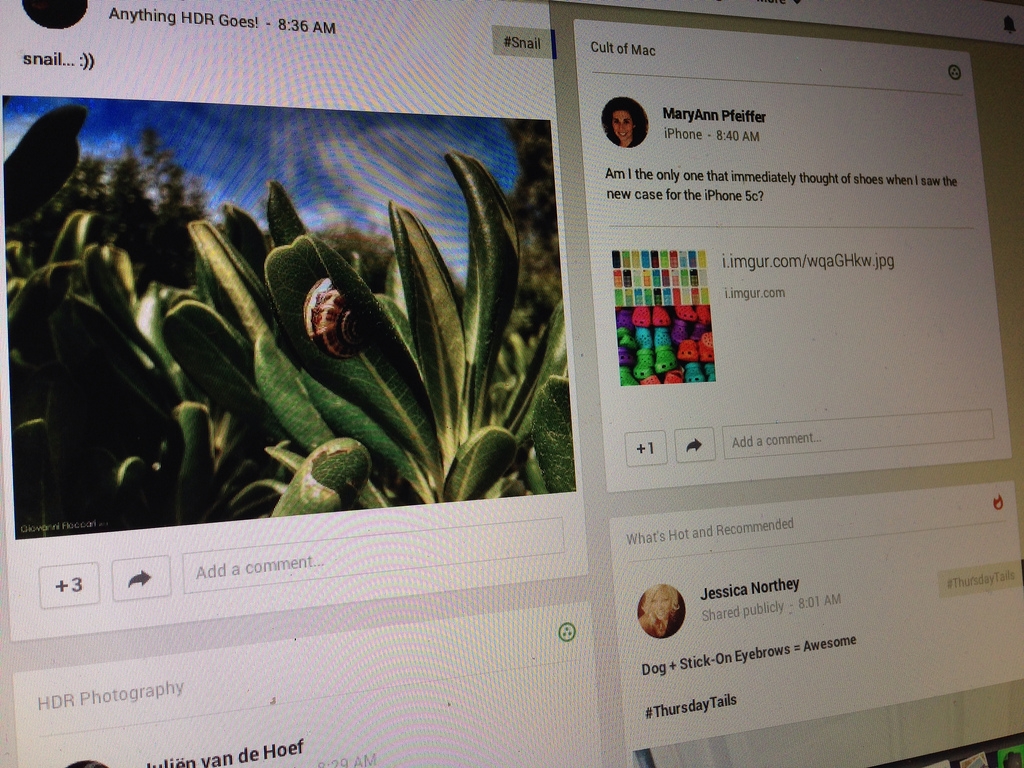 Anything HDR Goes! - 8:36 AM
#Snail
snail... :))
Giovanni Floccari
+3
Add a comment...
HDR Photography
Juliën van de Hoef
8:29 AM
Cult of Mac
MaryAnn Pfeiffer
iPhone - 8:40 AM
Am I the only one that immediately thought of shoes when I saw the
new case for the iPhone 5c?
i.imgur.com/wqaGHkw.jpg
i.imgur.com
+1
Add a comment...
What's Hot and Recommended
Jessica Northey
Shared publicly - 8:01 AM
#ThursdayTails
Dog + Stick-On Eyebrows = Awesome
#ThursdayTails